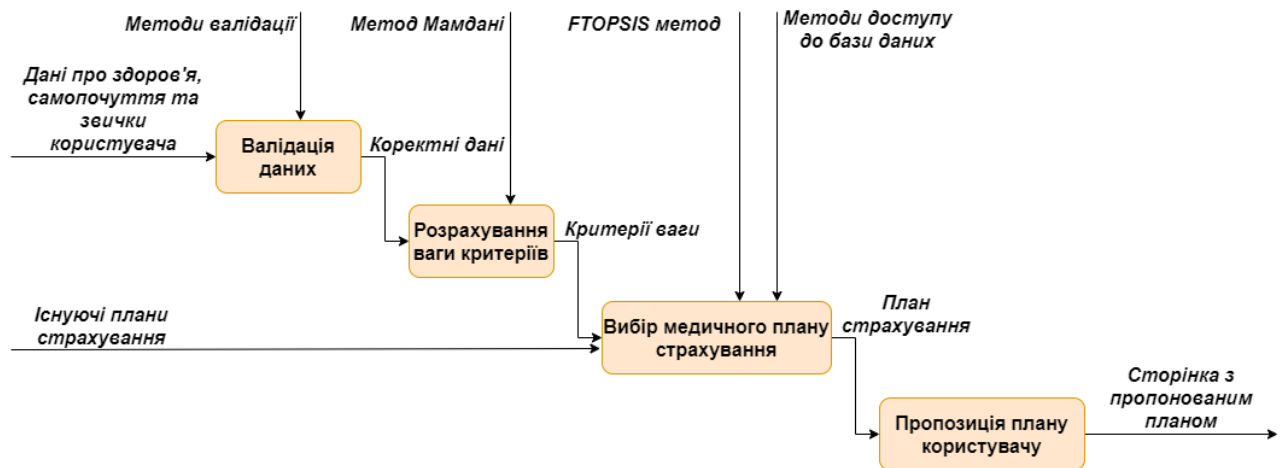 Методи валідації
Метод Мамдані
FTOPSIS метод
Методи доступу
до бази даних
Дані про здоров'я,
самопочуття та
звички
користувача
Валідація
даних
Коректні дані
Розрахування
ваги критеріїв
Критерії ваги
Існуючі плани
страхування
Вибір медичного плану
страхування
План
страхування
Сторінка з
пропонованим
планом
Пропозиція плану
користувачу